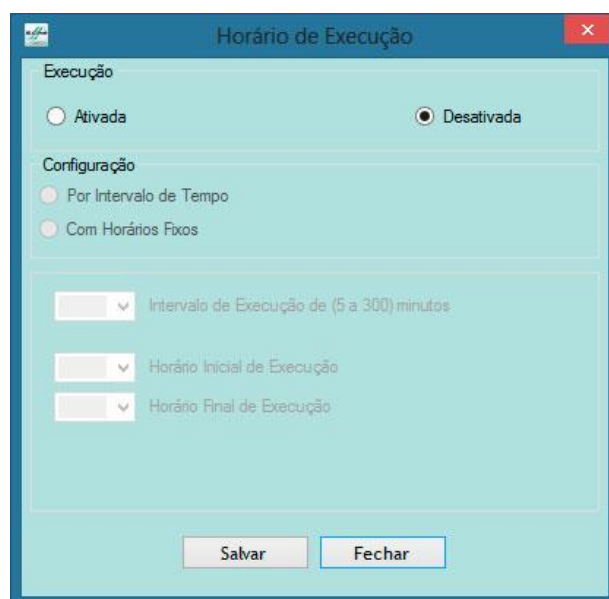 Horário de Execução
Execução
Ativada
Desativada
Configuração
Por Intervalo de Tempo
Com Horários Fixos
Intervalo de Execução de (5 a 300) minutos
Horário Inicial de Execução
Horário Final de Execução
Salvar
Fechar